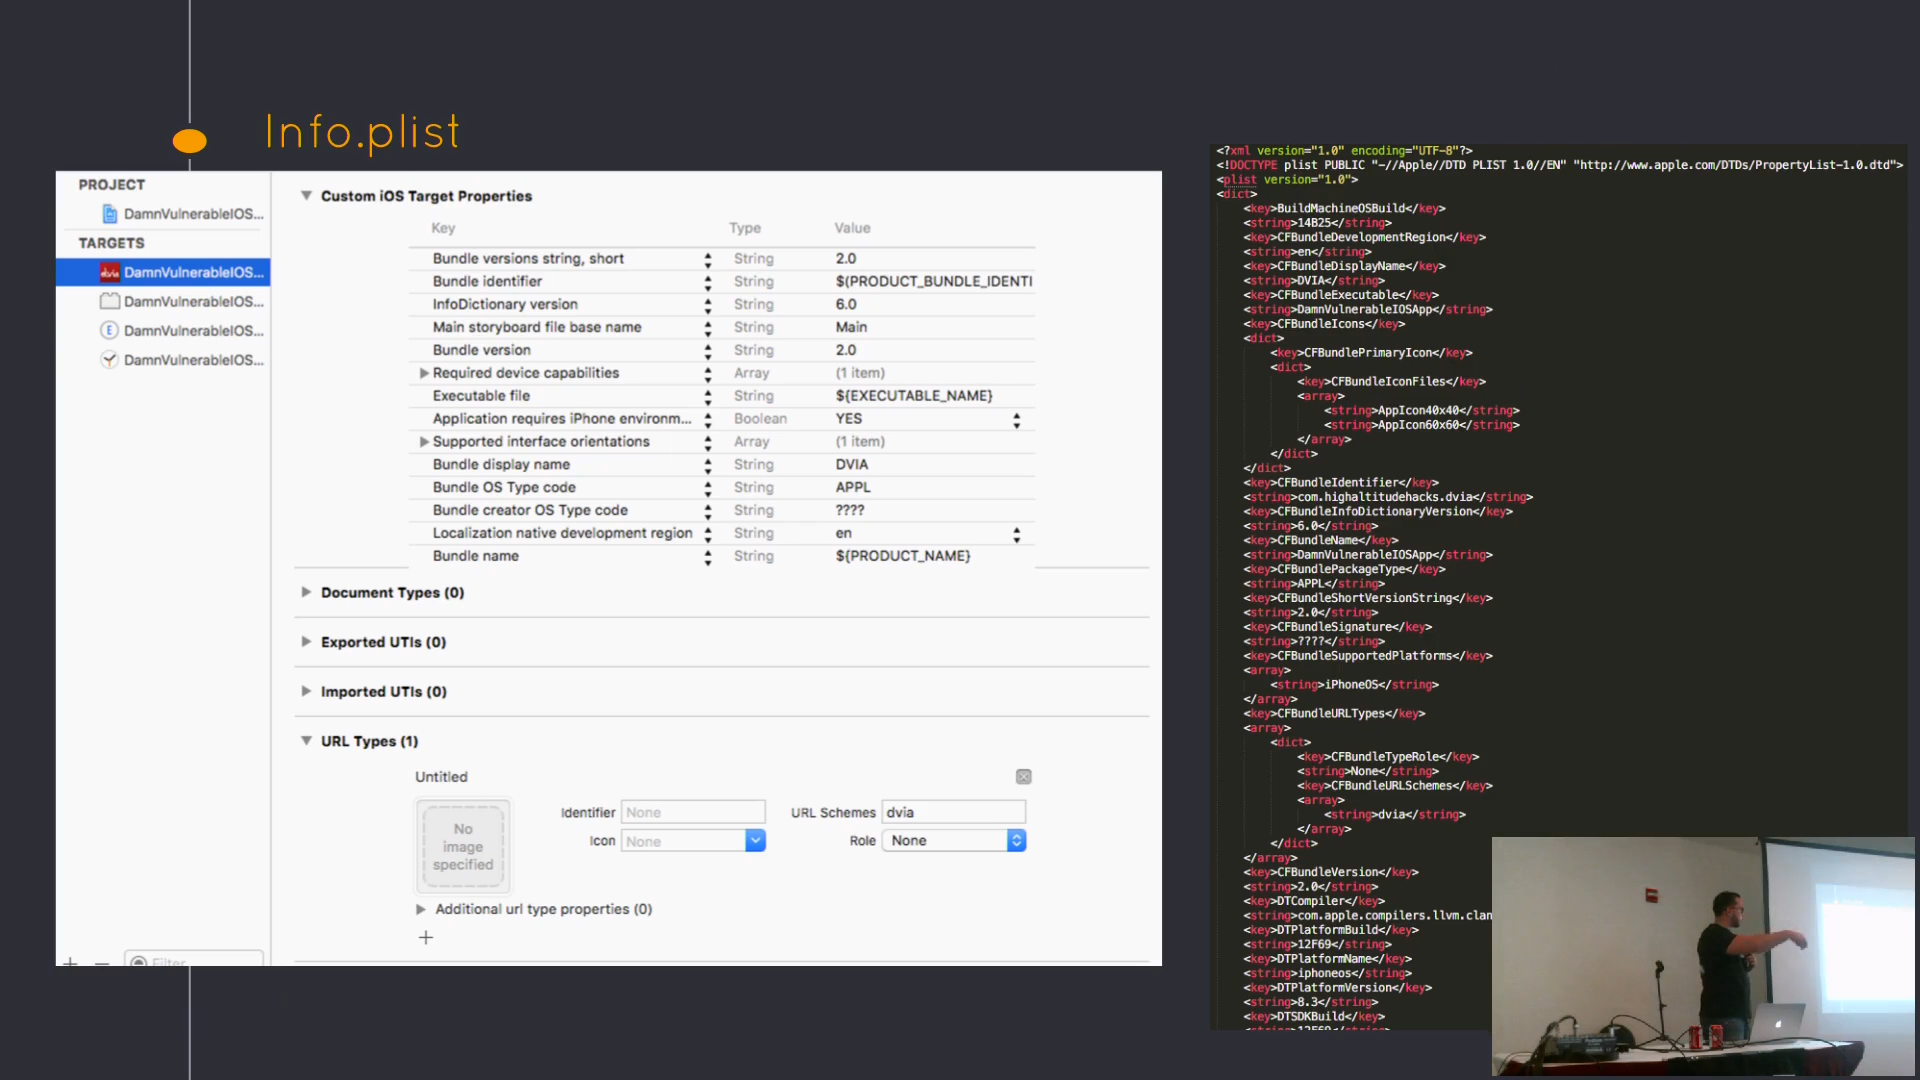 Info.plist
PROJECT
DamnVulnerableIOS...
TARGETS
DamnVulnerableIOS...
DamnVulnerableIOS...
DamnVulnerableIOS...
DamnVulnerableIOS...
Filter
Custom iOS Target Properties
Key Type Value
Bundle versions string, short String 2.0
Bundle identifier String $(PRODUCT_BUNDLE_IDENTI
InfoDictionary version String 6.0
Main storyboard file base name String Main
Bundle version String 2.0
Required device capabilities Array (1 item)
Executable file String ${EXECUTABLE_NAME}
Application requires iPhone environm... Boolean YES
Supported interface orientations Array (1 item)
Bundle display name String DVIA
Bundle OS Type code String APPL
Bundle creator OS Type code String ????
Localization native development region String en
Bundle name String ${PRODUCT_NAME}
Document Types (0)
Exported UTIs (0)
Imported UTIs (0)
URL Types (1)
Untitled
No
image
specified
Identifier None URL Schemes dvia
Icon None Role None
Additional url type properties (0)
<?xml version="1.0" encoding="UTF-8"?>
<!DOCTYPE plist PUBLIC "-//Apple//DTD PLIST 1.0//EN" "http://www.apple.com/DTDs/PropertyList-1.0.dtd">
<plist version="1.0">
<dict>
<key>BuildMachineOSBuild</key>
<string>14B25</string>
<key>CFBundleDevelopmentRegion</key>
<string>en</string>
<key>CFBundleDisplayName</key>
<string>DVIA</string>
<key>CFBundleExecutable</key>
<string>DamnVulnerableIOSApp</string>
<key>CFBundleIcons</key>
<dict>
<key>CFBundlePrimaryIcon</key>
<dict>
<key>CFBundleIconFiles</key>
<array>
<string>AppIcon40x40</string>
<string>AppIcon60x60</string>
</array>
</dict>
</dict>
<key>CFBundleIdentifier</key>
<string>com.highaltitudehacks.dvia</string>
<key>CFBundleInfoDictionaryVersion</key>
<string>6.0</string>
<key>CFBundleName</key>
<string>DamnVulnerableIOSApp</string>
<key>CFBundlePackageType</key>
<string>APPL</string>
<key>CFBundleShortVersionString</key>
<string>2.0</string>
<key>CFBundleSignature</key>
<string>????</string>
<key>CFBundleSupportedPlatforms</key>
<array>
<string>iPhoneOS</string>
</array>
<key>CFBundleURLTypes</key>
<array>
<dict>
<key>CFBundleTypeRole</key>
<string>None</string>
<key>CFBundleURLSchemes</key>
<array>
<string>dvia</string>
</array>
</dict>
</array>
<key>CFBundleVersion</key>
<string>2.0</string>
<key>DTCompiler</key>
<string>com.apple.compilers.llvm.clan
<key>DTPlatformBuild</key>
<string>12F69</string>
<key>DTPlatformName</key>
<string>iphoneos</string>
<key>DTPlatformVersion</key>
<string>8.3</string>
<key>DTSDKBuild</key>
<string>12F69</string>